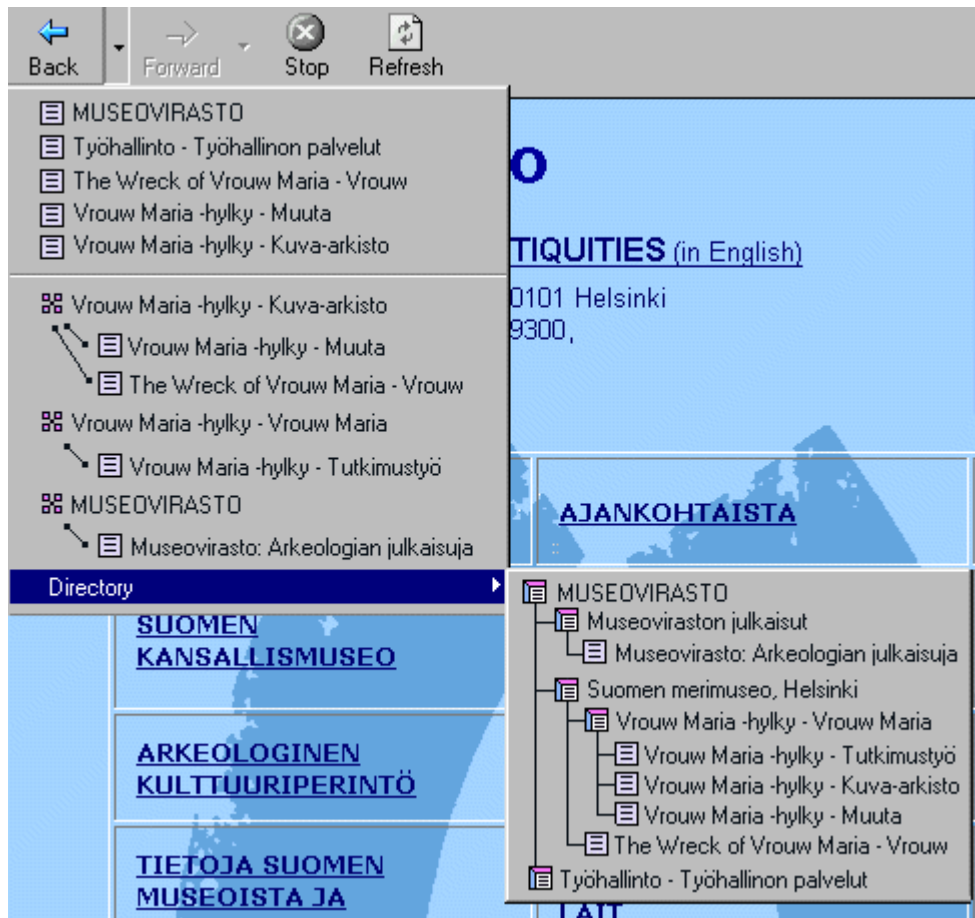 Back
Forward
Stop
Refresh
MUSEOVIRASTO
Työhallinto - Työhallinon palvelut
The Wreck of Vrouw Maria - Vrouw
Vrouw Maria -hylky - Muuta
Vrouw Maria -hylky - Kuva-arkisto
Vrouw Maria -hylky - Kuva-arkisto
Vrouw Maria -hylky - Muuta
The Wreck of Vrouw Maria - Vrouw
Vrouw Maria -hylky - Vrouw Maria
Vrouw Maria -hylky - Tutkimustyö
MUSEOVIRASTO
Museovirasto: Arkeologian julkaisuja
Directory
O
TIQUITIES (in English)
0101 Helsinki
9300,
AJANKOHTAISTA
::
MUSEOVIRASTO
Museoviraston julkaisut
Museovirasto: Arkeologian julkaisuja
Suomen merimuseo, Helsinki
Vrouw Maria -hylky - Vrouw Maria
Vrouw Maria -hylky - Tutkimustyö
Vrouw Maria -hylky - Kuva-arkisto
Vrouw Maria -hylky - Muuta
The Wreck of Vrouw Maria - Vrouw
Työhallinto - Työhallinon palvelut
SUOMEN
KANSALLISMUSEO
ARKEOLOGINEN
KULTTUURIPERINTÖ
TIETOJA SUOMEN
MUSEOISTA JA
LAIT